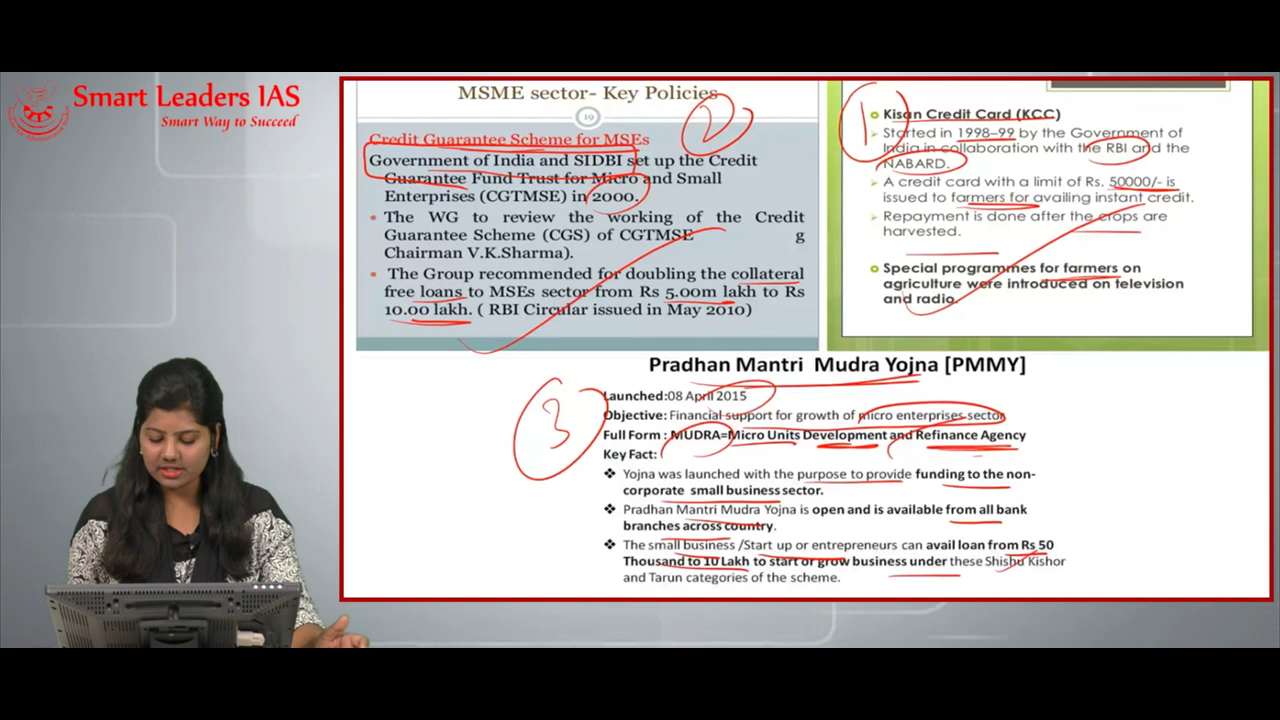 Smart Leaders IAS
Smart Way to Succeed
MSME sector- Key Policies
19
2
Credit Guarantee Scheme for MSEs
Government of India and SIDBI set up the Credit
Guarantee Fund Trust for Micro and Small
Enterprises (CGTMSE) in 2000.
• The WG to review the working of the Credit
Guarantee Scheme (CGS) of CGTMSE g
Chairman V.K.Sharma).
• The Group recommended for doubling the collateral
free loans to MSEs sector from Rs 5.00m lakh to Rs
10.00 lakh. ( RBI Circular issued in May 2010)
1
Kisan Credit Card (KCC)
Started in 1998-99 by the Government of
India in collaboration with the RBI and the
NABARD.
A credit card with a limit of Rs. 50000/- is
issued to farmers for availing instant credit.
Repayment is done after the crops are
harvested.
Special programmes for farmers on
agriculture were introduced on television
and radio.
3
Pradhan Mantri Mudra Yojna [PMMY]
Launched:08 April 2015
Objective: Financial support for growth of micro enterprises sector
Full Form : MUDRA=Micro Units Development and Refinance Agency
Key Fact:
❖ Yojna was launched with the purpose to provide funding to the non-
corporate small business sector.
❖ Pradhan Mantri Mudra Yojna is open and is available from all bank
branches across country.
❖ The small business /Start up or entrepreneurs can avail loan from Rs 50
Thousand to 10 Lakh to start or grow business under these Shishu Kishor
and Tarun categories of the scheme.